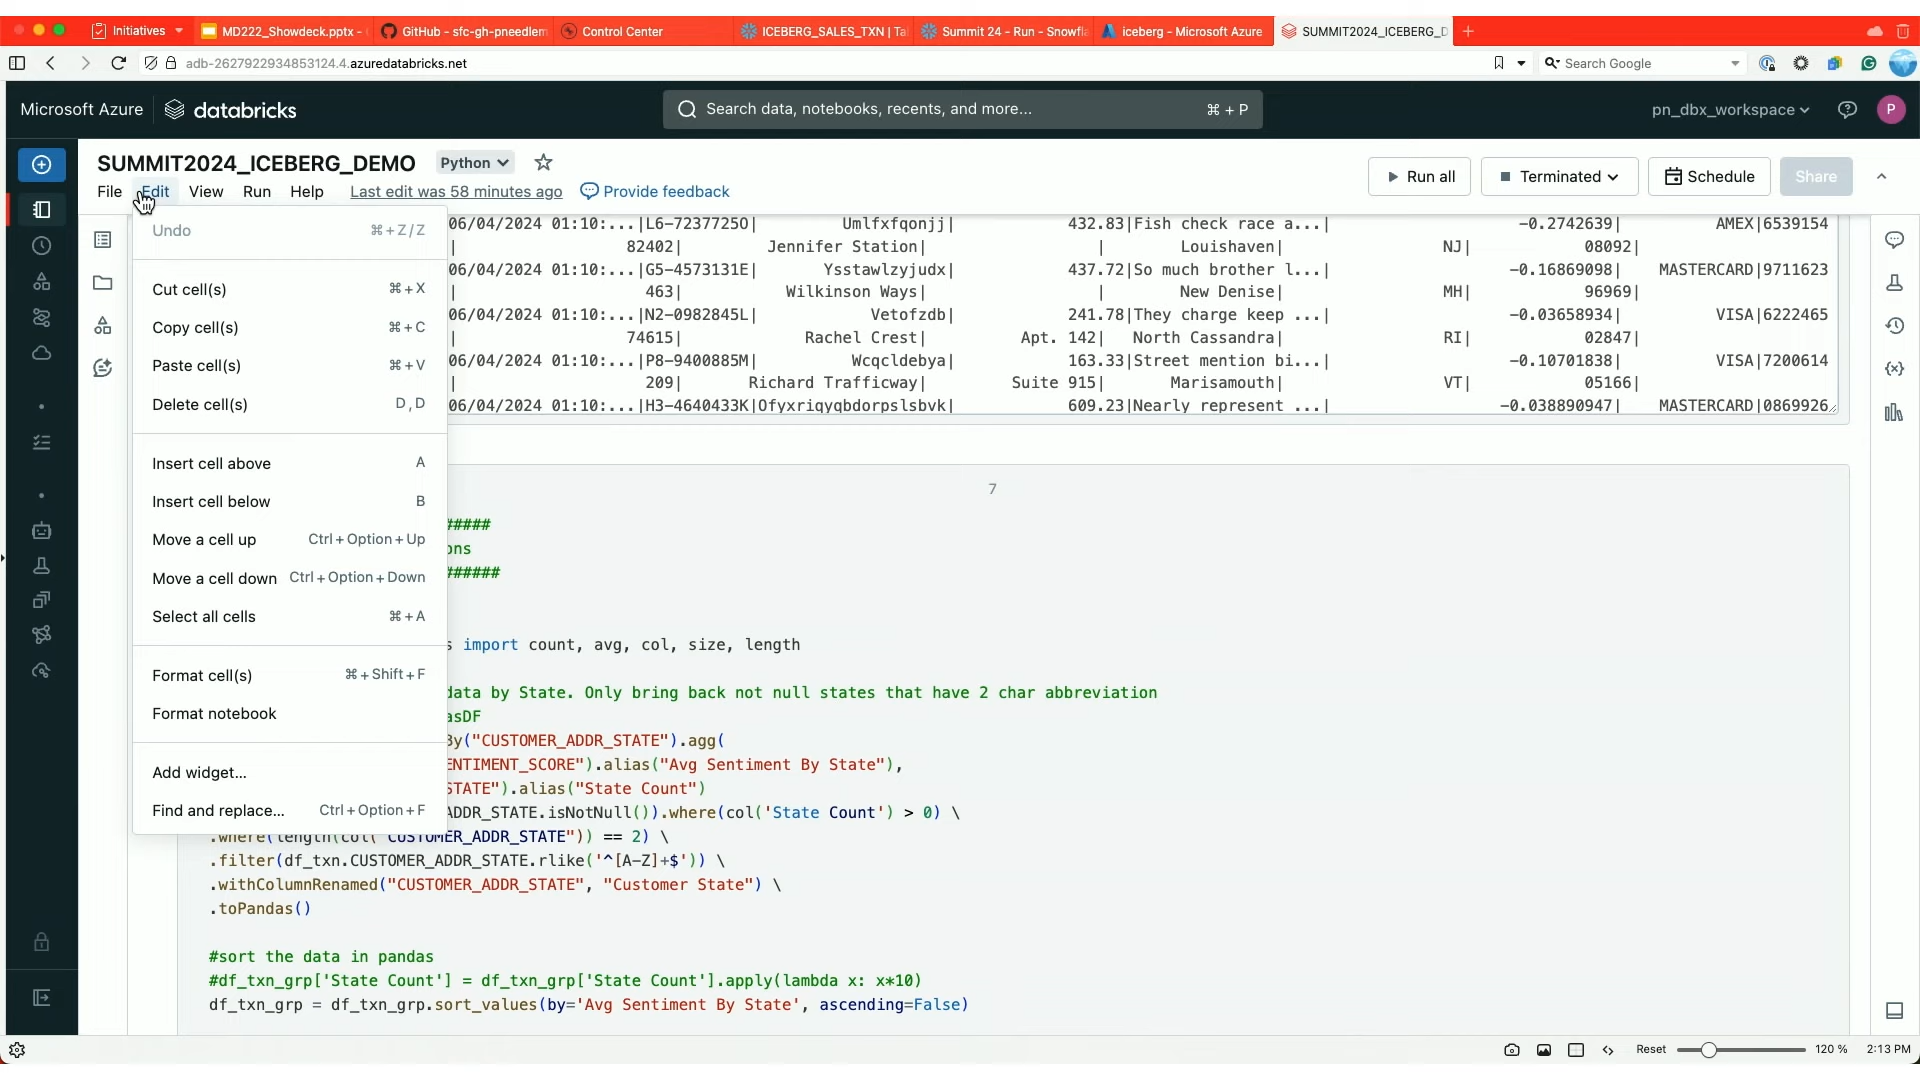 Initiatives
MD222_Showdeck.pptx -
GitHub - sfc-gh-pneedlem
Control Center
ICEBERG_SALES_TXN | Ta
Summit 24 - Run - Snowfla
iceberg - Microsoft Azure
SUMMIT2024_ICEBERG_D
adb-2627922934853124.4.azuredatabricks.net
Search Google
Microsoft Azure
databricks
Search data, notebooks, recents, and more...
⌘ + P
pn_dbx_workspace
P
SUMMIT2024_ICEBERG_DEMO
Python
Run all
Terminated
Schedule
Share
File Edit View Run Help
Last edit was 58 minutes ago
Provide feedback
Undo ⌘+Z/Z
Cut cell(s) ⌘+X
Copy cell(s) ⌘+C
Paste cell(s) ⌘+V
Delete cell(s) D,D
Insert cell above A
Insert cell below B
Move a cell up Ctrl+Option+Up
Move a cell down Ctrl+Option+Down
Select all cells ⌘+A
Format cell(s) ⌘+Shift+F
Format notebook
Add widget...
Find and replace... Ctrl+Option+F
06/04/2024 01:10:...|L6-7237725O| Umlfxfqonjj| 432.83|Fish check race a...| -0.2742639| AMEX|6539154
| 82402| Jennifer Station| | Louishaven| NJ| 08092|
06/04/2024 01:10:...|G5-4573131E| Ysstawlzyjudx| 437.72|So much brother l...| -0.16869098| MASTERCARD|9711623
| 463| Wilkinson Ways| | New Denise| MH| 96969|
06/04/2024 01:10:...|N2-0982845L| Vetofzdb| 241.78|They charge keep ...| -0.03658934| VISA|6222465
| 74615| Rachel Crest| Apt. 142| North Cassandra| RI| 02847|
06/04/2024 01:10:...|P8-9400885M| Wcqcldebya| 163.33|Street mention bi...| -0.10701838| VISA|7200614
| 209| Richard Trafficway| Suite 915| Marisamouth| VT| 05166|
06/04/2024 01:10:...|H3-4640433K|Ofyxriqyqbdorpslsbvk| 609.23|Nearly represent ...| -0.038890947| MASTERCARD|0869926
7
#####
ons
######
s import count, avg, col, size, length
data by State. Only bring back not null states that have 2 char abbreviation
asDF
By("CUSTOMER_ADDR_STATE").agg(
ENTIMENT_SCORE").alias("Avg Sentiment By State"),
STATE").alias("State Count")
ADDR_STATE.isNotNull()).where(col('State Count') > 0) \
.where(length(col("CUSTOMER_ADDR_STATE")) == 2) \
.filter(df_txn.CUSTOMER_ADDR_STATE.rlike('^[A-Z]+$')) \
.withColumnRenamed("CUSTOMER_ADDR_STATE", "Customer State") \
.toPandas()
#sort the data in pandas
#df_txn_grp['State Count'] = df_txn_grp['State Count'].apply(lambda x: x*10)
df_txn_grp = df_txn_grp.sort_values(by='Avg Sentiment By State', ascending=False)
Reset
120 %
2:13 PM